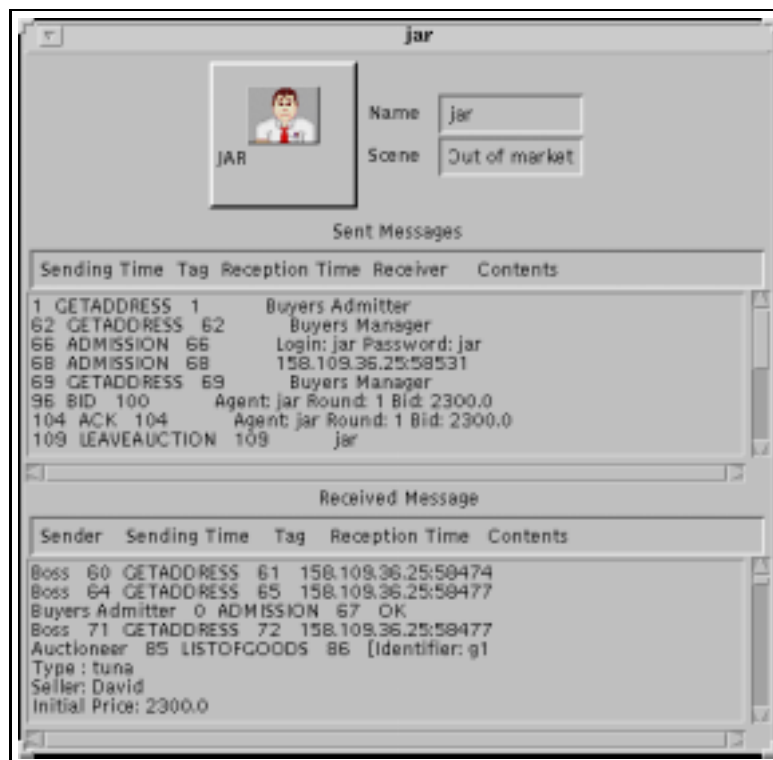 jar
Name jar
JAR
Scene Out of market
Sent Messages
Sending Time Tag Reception Time Receiver Contents
1 GETADDRESS 1 Buyers Admitter
62 GETADDRESS 62 Buyers Manager
66 ADMISSION 66 Login: jar Password: jar
68 ADMISSION 68 158.109.36.25:58531
69 GETADDRESS 69 Buyers Manager
96 BID 100 Agent: jar Round: 1 Bid: 2300.0
104 ACK 104 Agent: jar Round: 1 Bid: 2300.0
109 LEAVEAUCTION 109 jar
Received Message
Sender Sending Time Tag Reception Time Contents
Boss 60 GETADDRESS 61 158.109.36.25:58474
Boss 64 GETADDRESS 65 158.109.36.25:58477
Buyers Admitter 0 ADMISSION 67 OK
Boss 71 GETADDRESS 72 158.109.36.25:58477
Auctioneer 85 LISTOFGOODS 86 [Identifier: g1
Type : tuna
Seller: David
Initial Price: 2300.0